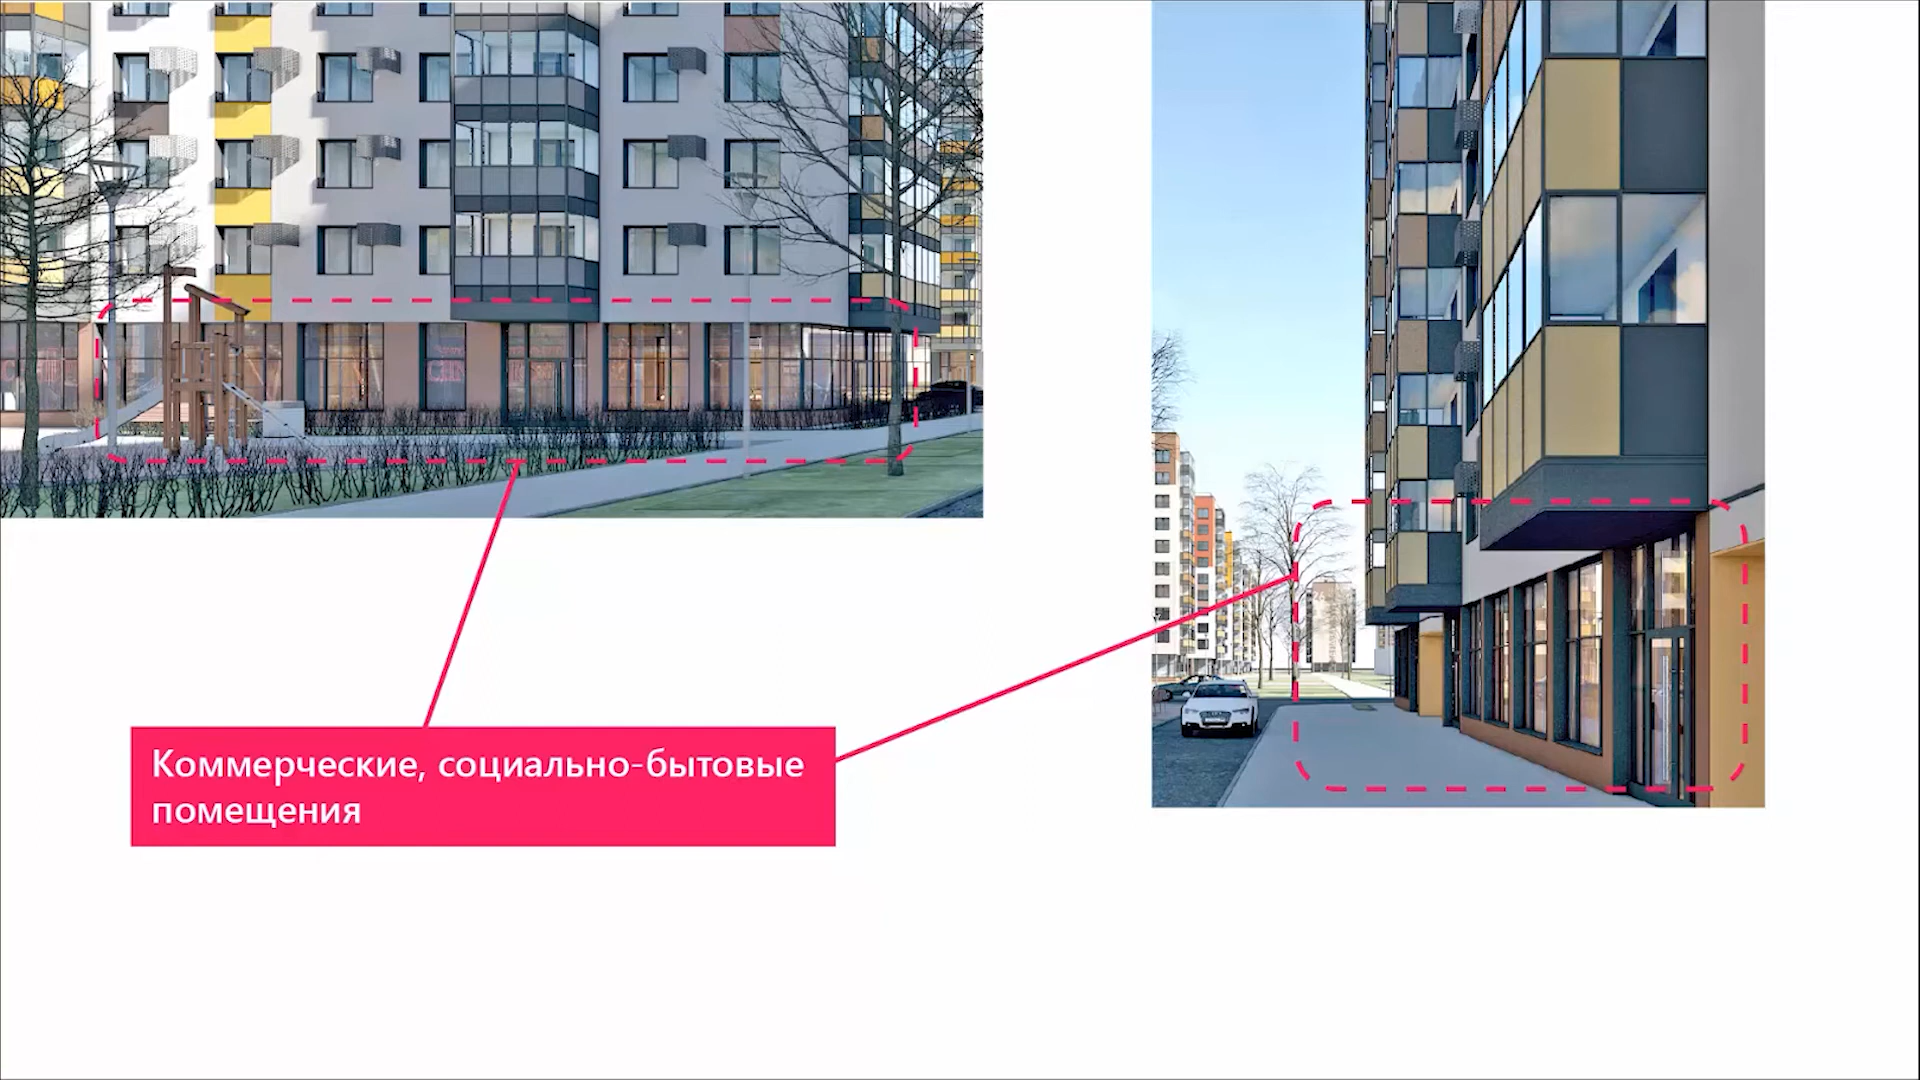 Коммерческие, социально-бытовые
помещения